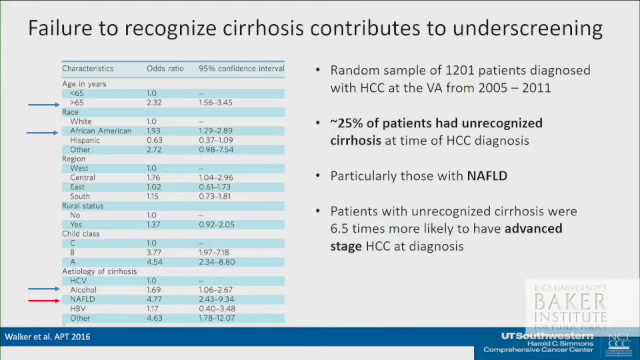 Failure to recognize cirrhosis contributes to underscreening
Characteristics Odds ratio 95% confidence interval
Age in years
<65 1.0 –
>65 2.32 1.56–3.45
Race
White 1.0 –
African American 1.93 1.29–2.89
Hispanic 0.63 0.37–1.09
Other 2.72 0.98–7.54
Region
West 1.0 –
Central 1.76 1.04–2.96
East 1.02 0.61–1.73
South 1.15 0.73–1.81
Rural status
No 1.0 –
Yes 1.37 0.92–2.05
Child class
C 1.0 –
B 3.77 1.97–7.18
A 4.54 2.34–8.80
Aetiology of cirrhosis
HCV 1.0 –
Alcohol 1.69 1.06–2.67
NAFLD 4.77 2.43–9.34
HBV 1.17 0.40–3.48
Other 4.63 1.78–12.07
• Random sample of 1201 patients diagnosed
with HCC at the VA from 2005 – 2011
• ~25% of patients had unrecognized
cirrhosis at time of HCC diagnosis
• Particularly those with NAFLD
• Patients with unrecognized cirrhosis were
6.5 times more likely to have advanced
stage HCC at diagnosis
RICE UNIVERSITY'S
BAKER
INSTITUTE
FOR PUBLIC POLICY
Walker et al. APT 2016
UT Southwestern
Harold C. Simmons
Comprehensive Cancer Center
NCI
CCC